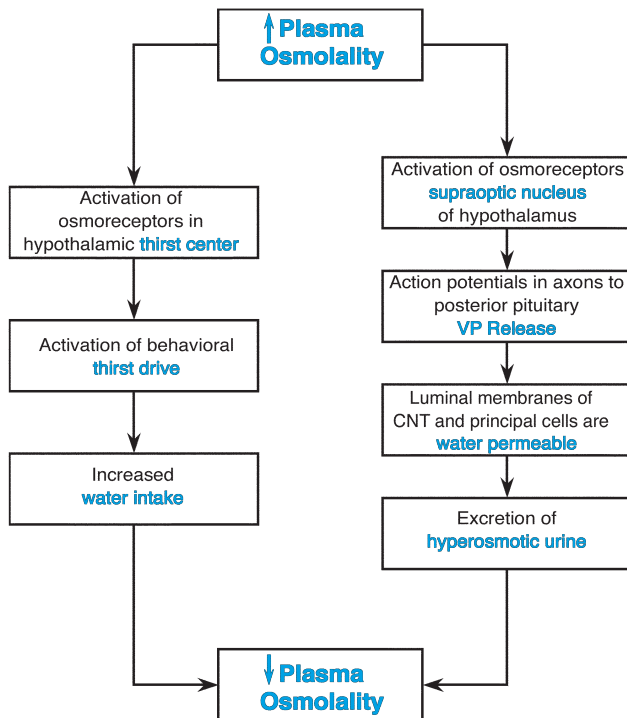 ↑ Plasma
Osmolality
Activation of
osmoreceptors in
hypothalamic thirst center
Activation of behavioral
thirst drive
Increased
water intake
Activation of osmoreceptors
supraoptic nucleus
of hypothalamus
Action potentials in axons to
posterior pituitary
VP Release
Luminal membranes of
CNT and principal cells are
water permeable
Excretion of
hyperosmotic urine
↓ Plasma
Osmolality